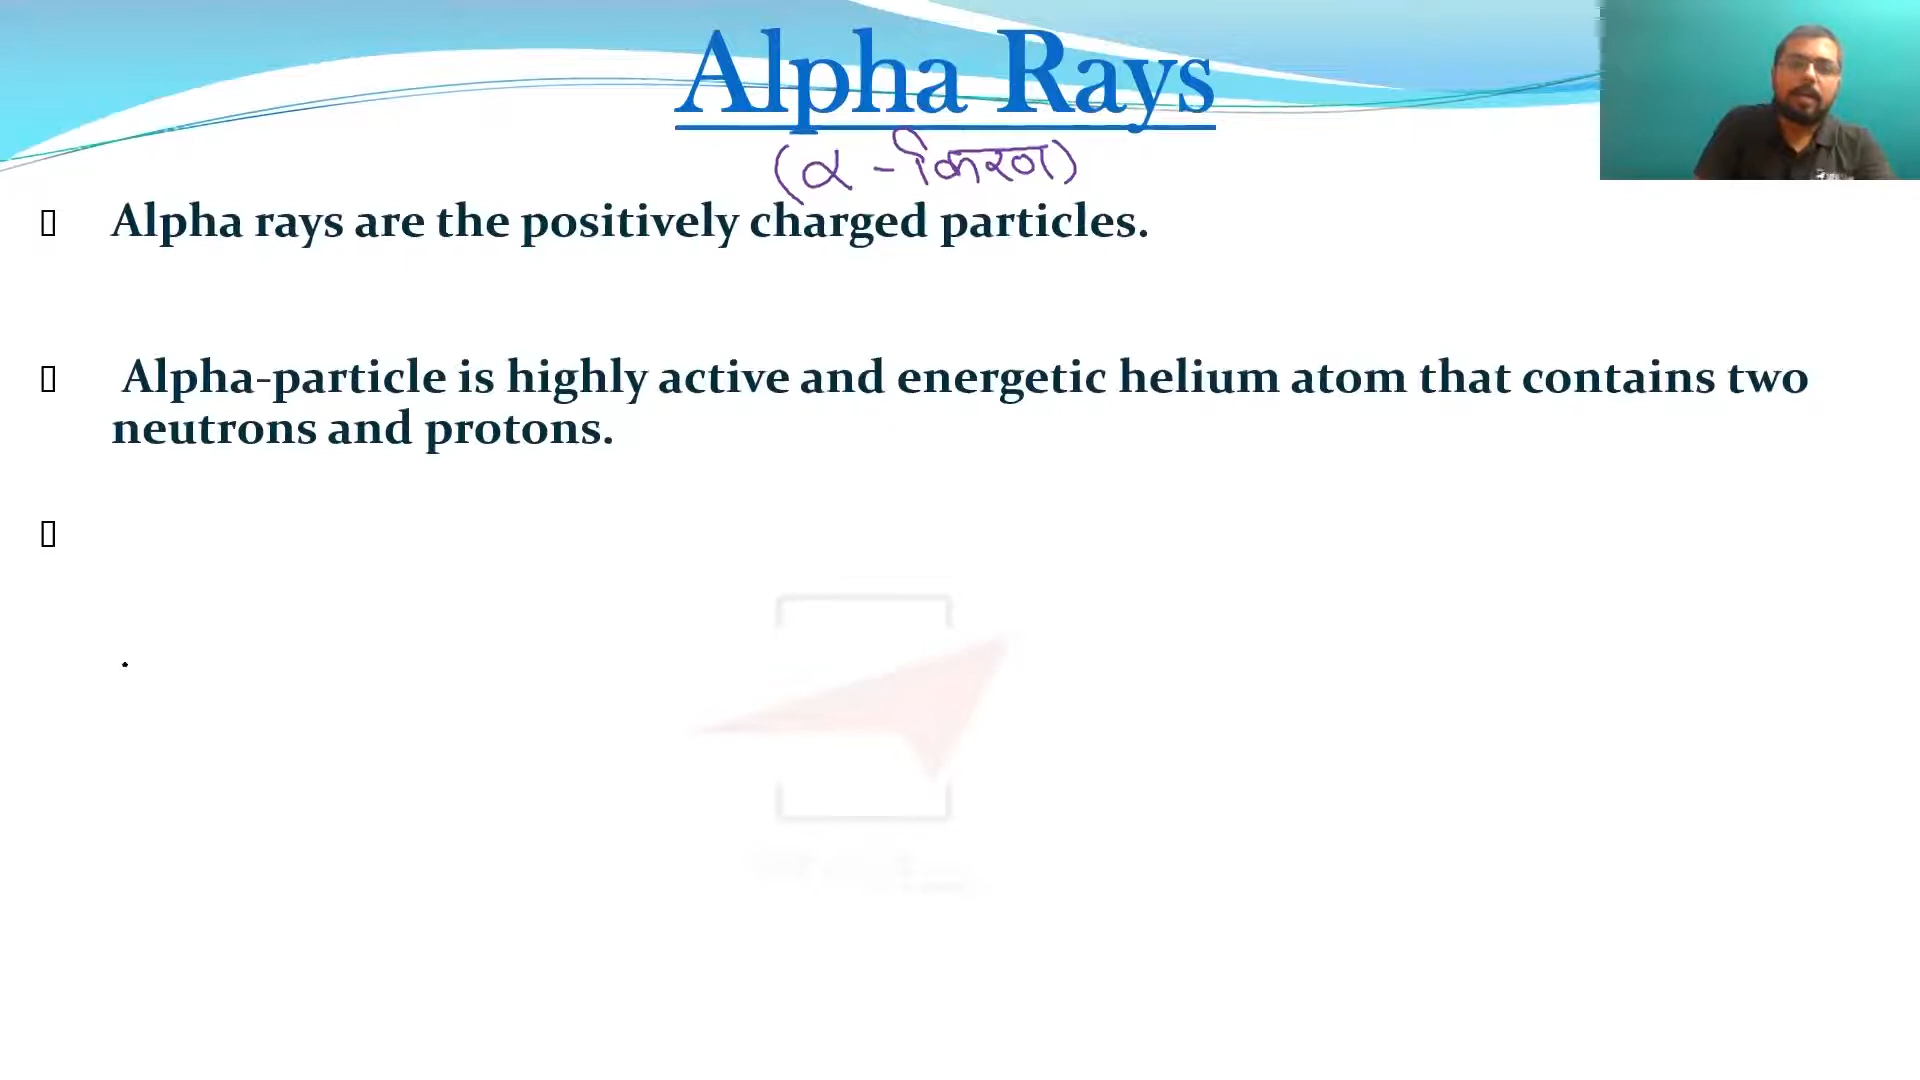 Alpha Rays
(α - किरण)
Alpha rays are the positively charged particles.
Alpha-particle is highly active and energetic helium atom that contains two
neutrons and protons.
.